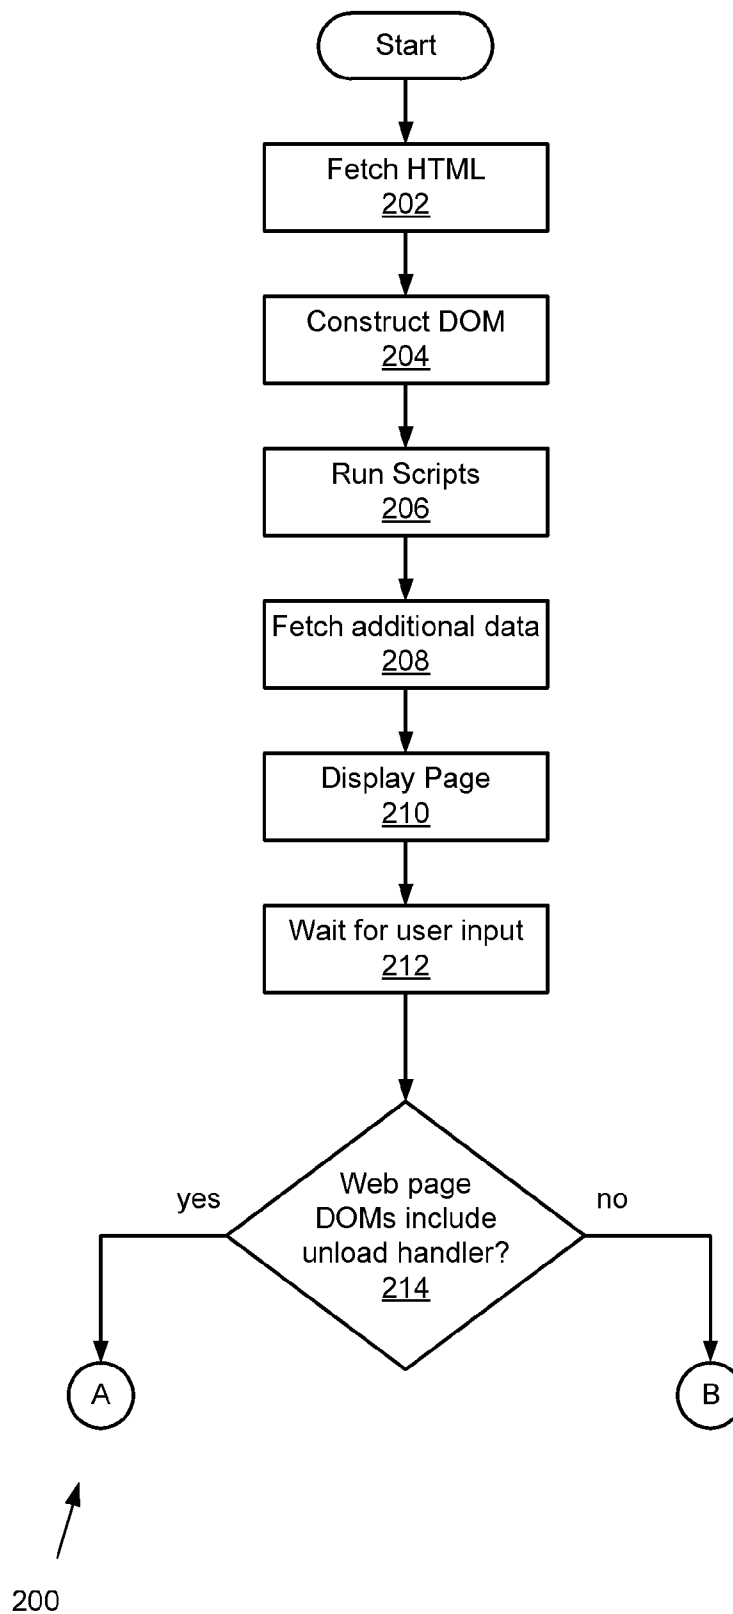 Start
Fetch HTML
202
Construct DOM
204
Run Scripts
206
Fetch additional data
208
Display Page
210
Wait for user input
212
yes
no
Web page
DOMs include
unload handler?
214
A
B
200